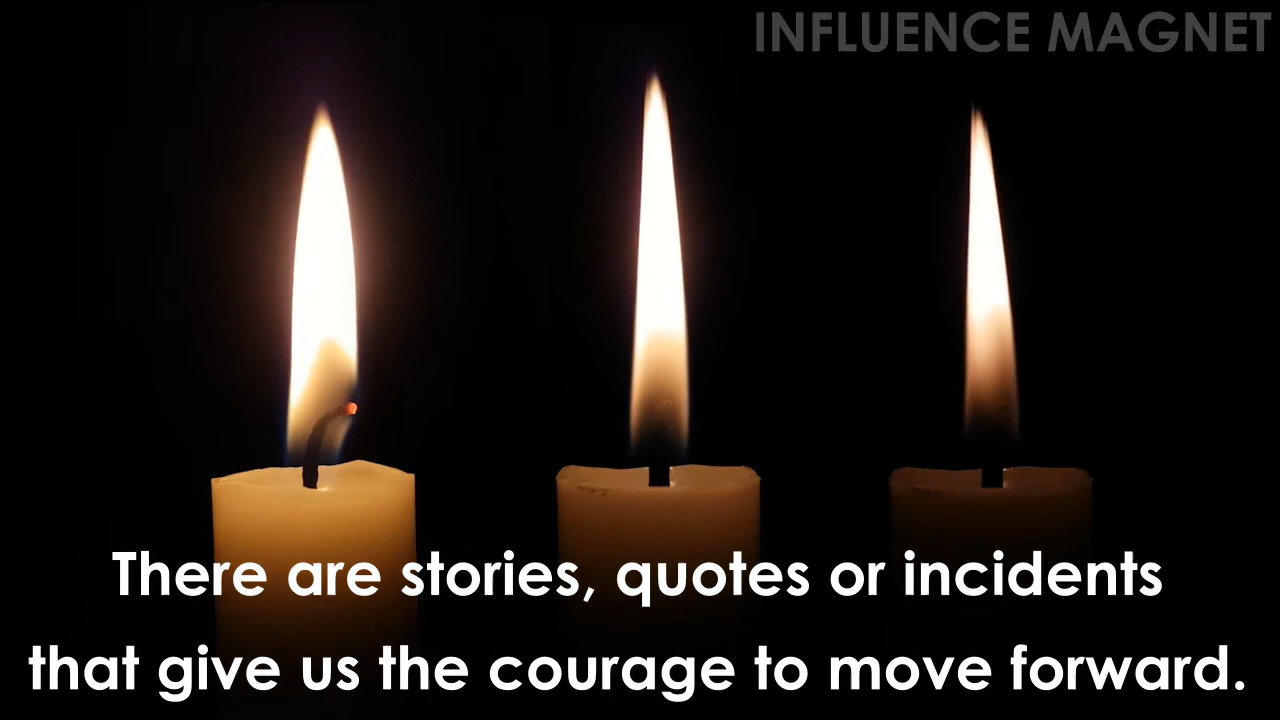 INFLUENCE MAGNET
There are stories, quotes or incidents
that give us the courage to move forward.